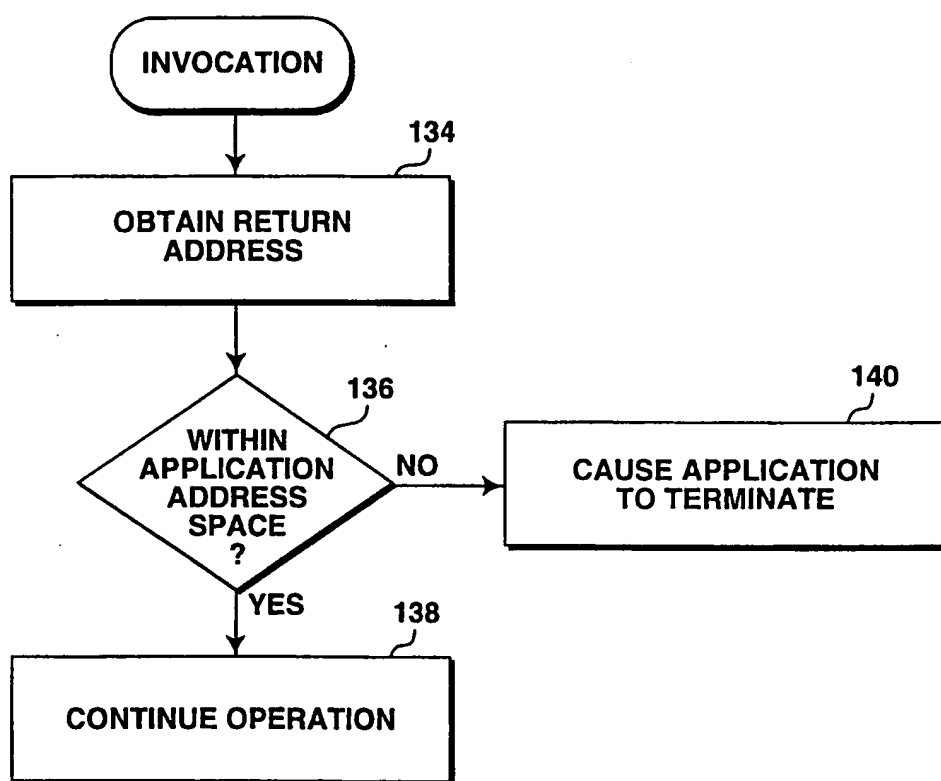 INVOCATION
134
OBTAIN RETURN
ADDRESS
136
WITHIN
APPLICATION
ADDRESS
SPACE
?
NO
YES
140
CAUSE APPLICATION
TO TERMINATE
138
CONTINUE OPERATION